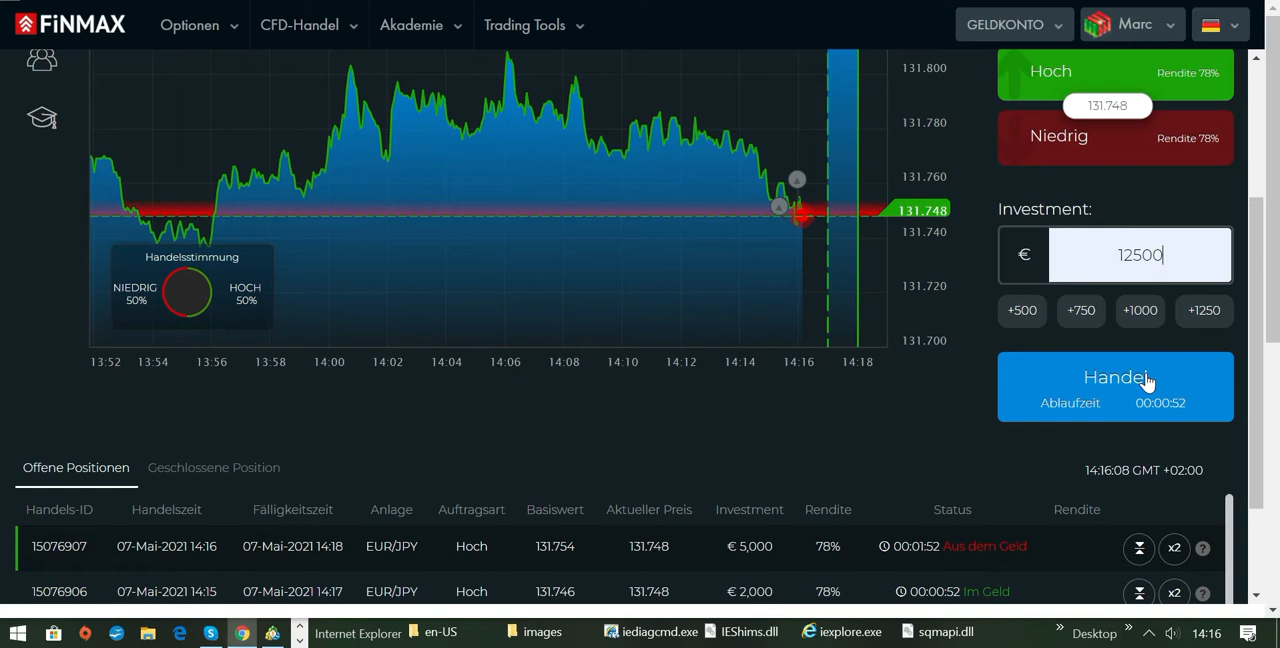 FiNMAX Optionen CFD-Handel Akademie Trading Tools GELDKONTO Marc
131.800
131.780
131.760
131.748
131.740
131.720
131.700
Handelsstimmung
NIEDRIG HOCH
50% 50%
13:52 13:54 13:56 13:58 14:00 14:02 14:04 14:06 14:08 14:10 14:12 14:14 14:16 14:18
Hoch Rendite 78%
131.748
Niedrig Rendite 78%
Investment:
€ 12500
+500 +750 +1000 +1250
Handel
Ablaufzeit 00:00:52
Offene Positionen Geschlossene Position 14:16:08 GMT +02:00
Handels-ID Handelszeit Fälligkeitszeit Anlage Auftragsart Basiswert Aktueller Preis Investment Rendite Status Rendite
15076907 07-Mai-2021 14:16 07-Mai-2021 14:18 EUR/JPY Hoch 131.754 131.748 € 5,000 78% 00:01:52 Aus dem Geld x2 ?
15076906 07-Mai-2021 14:15 07-Mai-2021 14:17 EUR/JPY Hoch 131.746 131.748 € 2,000 78% 00:00:52 Im Geld x2 ?
Internet Explorer en-US images iediagcmd.exe IEShims.dll iexplore.exe sqmapi.dll » Desktop » 14:16